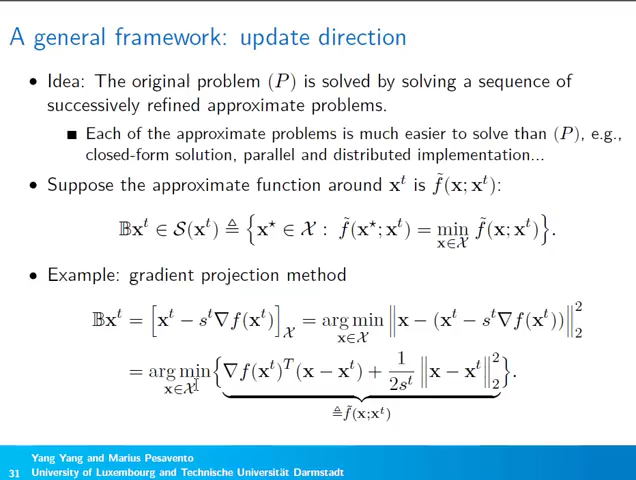 A general framework: update direction
• Idea: The original problem (P) is solved by solving a sequence of
successively refined approximate problems.
■ Each of the approximate problems is much easier to solve than (P), e.g.,
closed-form solution, parallel and distributed implementation...
• Suppose the approximate function around x^t is f̃(x; x^t):
𝔹x^t ∈ S(x^t) ≜ {x^⋆ ∈ X : f̃(x^⋆; x^t) = min_{x∈X} f̃(x; x^t)}.
• Example: gradient projection method
𝔹x^t = [x^t − s^t∇f(x^t)]_X = arg min_{x∈X} ‖x − (x^t − s^t∇f(x^t))‖_2^2
= arg min_{x∈X} {∇f(x^t)^T(x − x^t) + 1/(2s^t) ‖x − x^t‖_2^2}.
≜f̃(x;x^t)
Yang Yang and Marius Pesavento
31 University of Luxembourg and Technische Universität Darmstadt